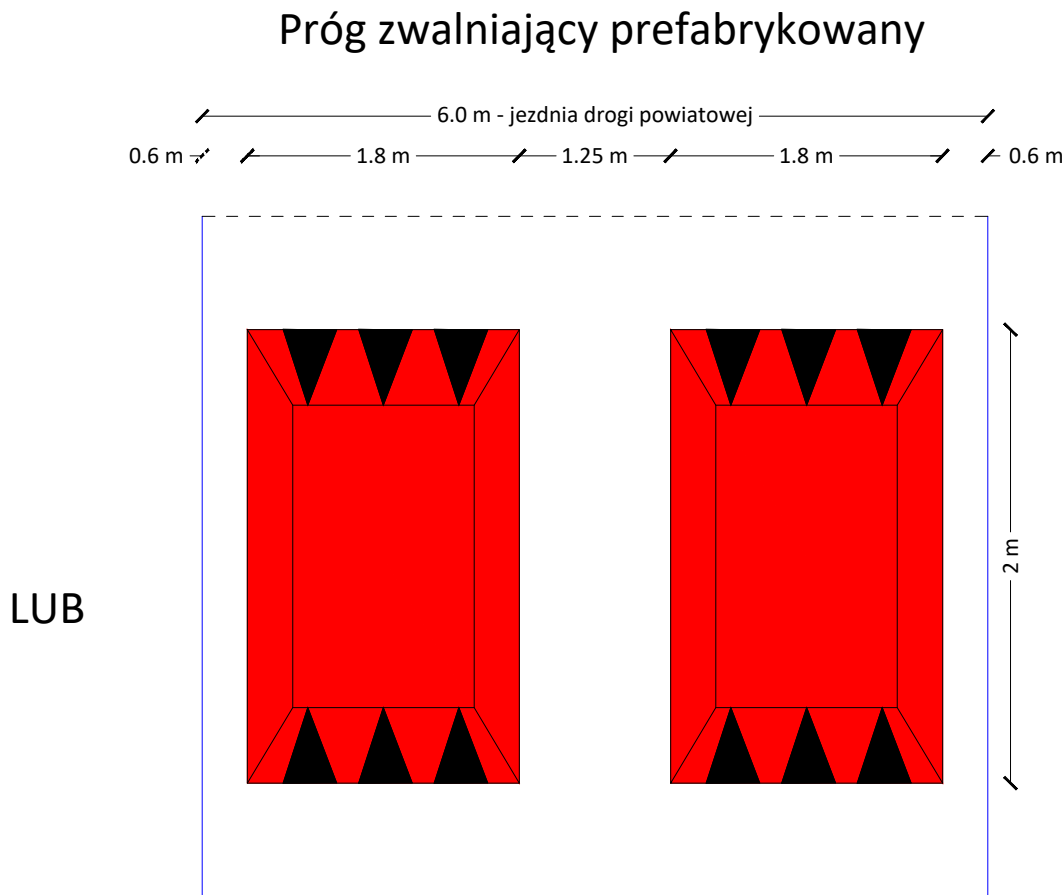 Próg zwalniający prefabrykowany
6.0 m - jezdnia drogi powiatowej
0.6 m 1.8 m 1.25 m 1.8 m 0.6 m
2 m
LUB